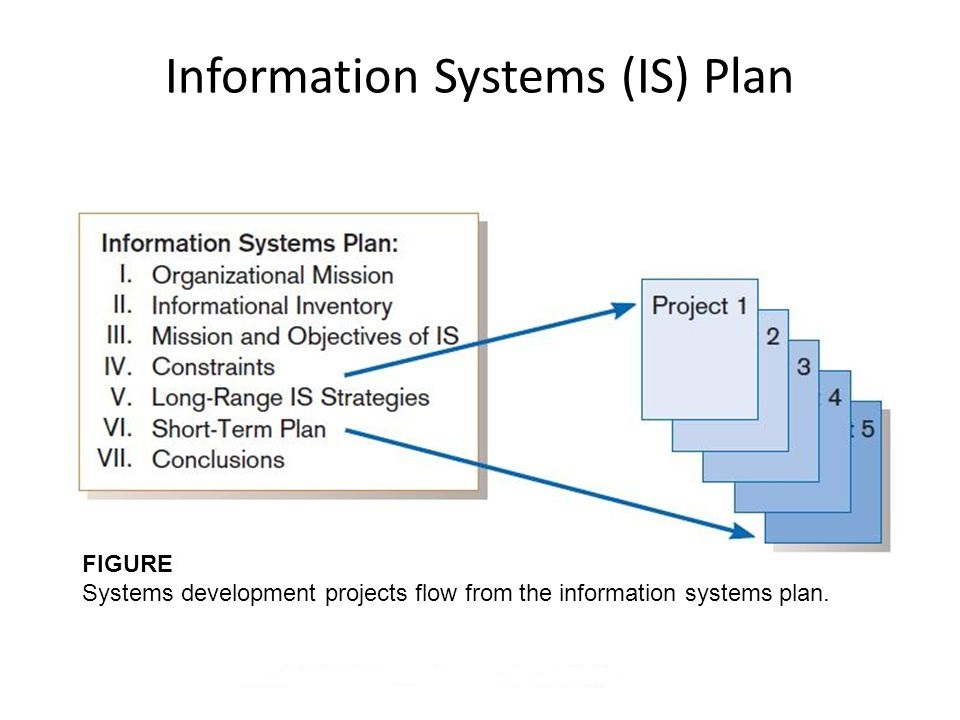 Information Systems (IS) Plan
Information Systems Plan:
I. Organizational Mission
II. Informational Inventory
III. Mission and Objectives of IS
IV. Constraints
V. Long-Range IS Strategies
VI. Short-Term Plan
VII. Conclusions
Project 1
2
3
4
5
FIGURE
Systems development projects flow from the information systems plan.